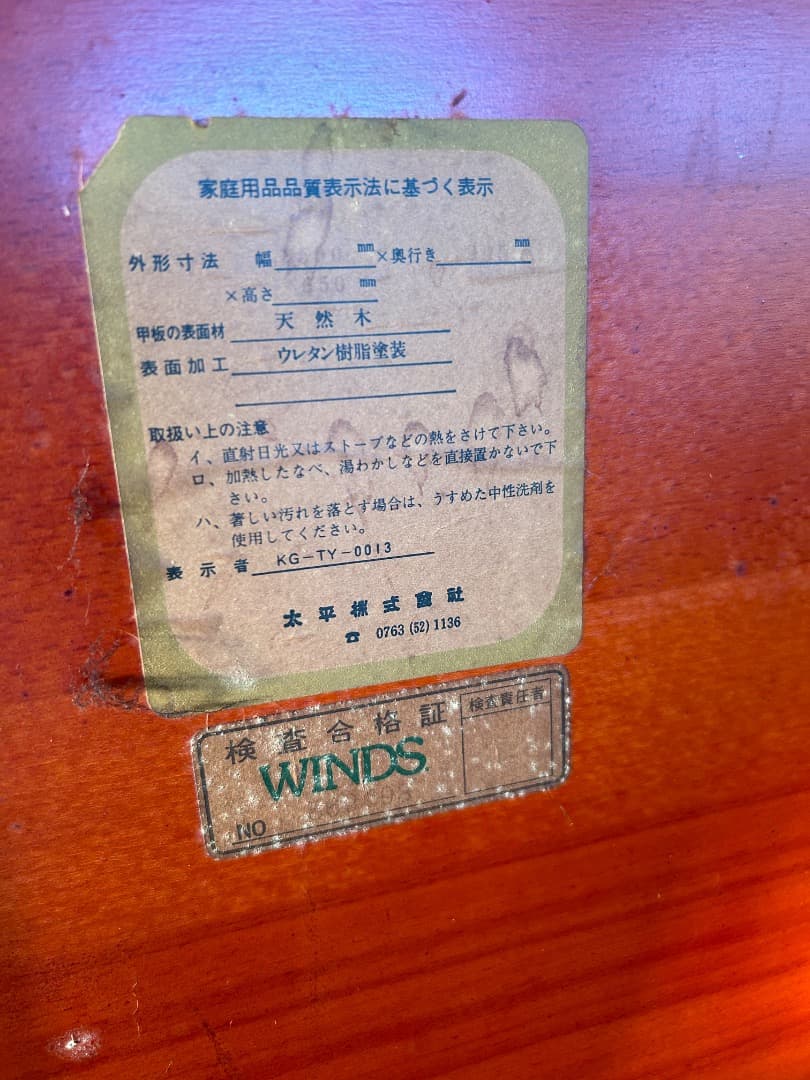 家庭用品品質表示法に基づく表示
外形寸法 幅 mm ×奥行き mm
×高さ 650 mm
甲板の表面材 天然木
表面加工 ウレタン樹脂塗装
取扱い上の注意
イ、直射日光又はストーブなどの熱をさけて下さい。
ロ、加熱したなべ、湯わかしなどを直接置かないで下
さい。
ハ、著しい汚れを落とす場合は、うすめた中性洗剤を
使用してください。
表示者 KG-TY-0013
太平株式會社
☎ 0763(52)1136
検査合格証
検査責任者
WINDS
NO